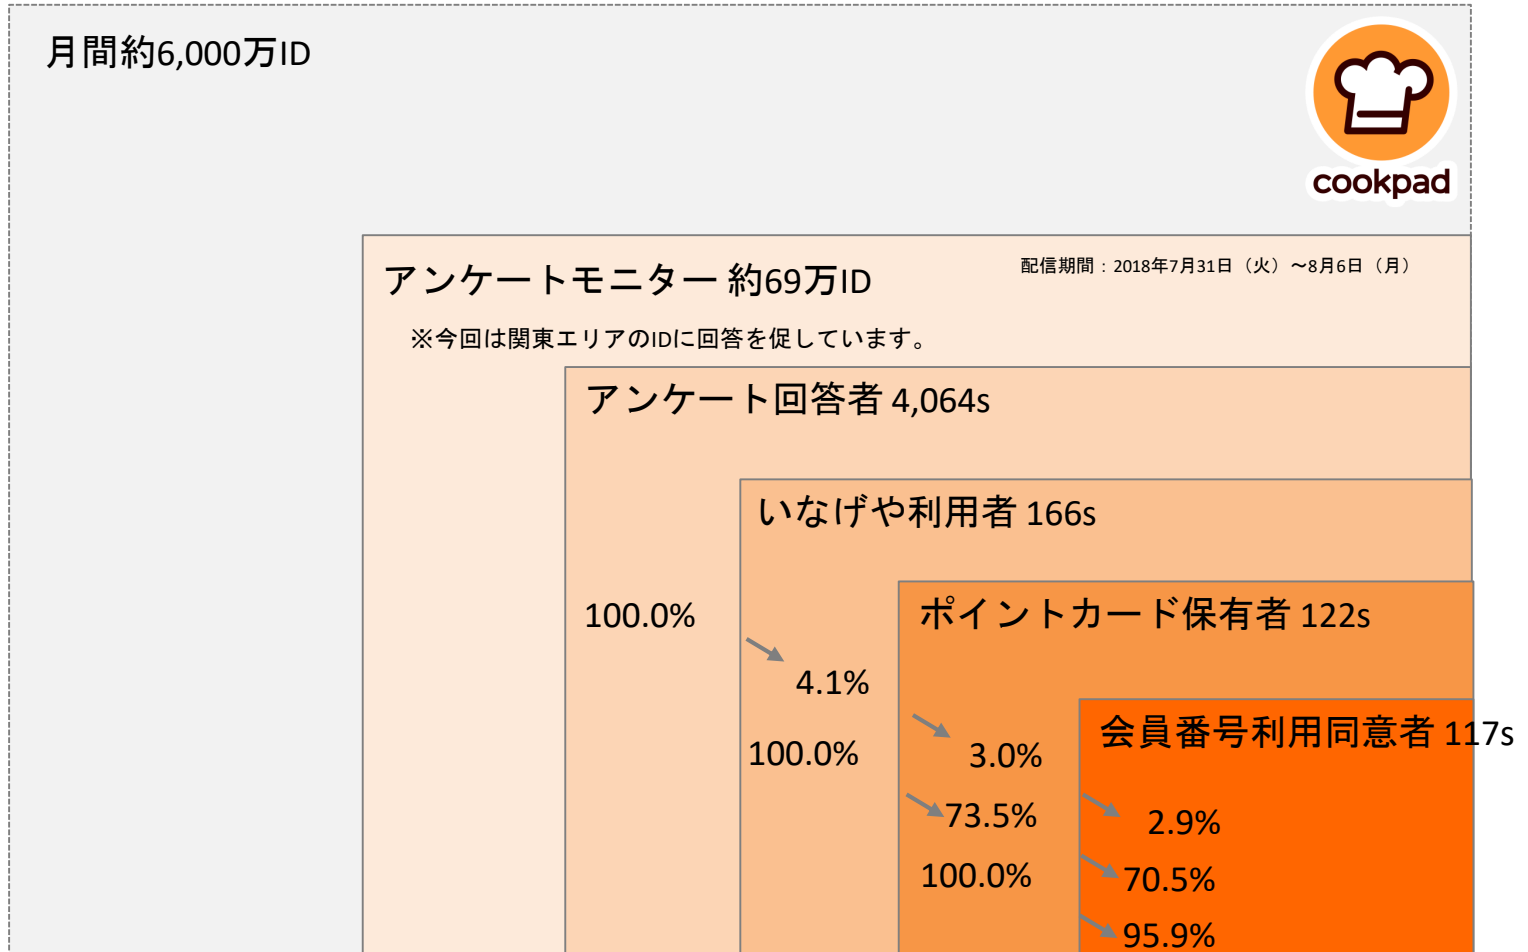 月間約6,000万ID
cookpad
アンケートモニター 約69万ID
配信期間：2018年7月31日（火）～8月6日（月）
※今回は関東エリアのIDに回答を促しています。
アンケート回答者 4,064s
いなげや利用者 166s
ポイントカード保有者 122s
会員番号利用同意者 117s
100.0%
4.1%
3.0%
2.9%
100.0%
73.5%
70.5%
100.0%
95.9%